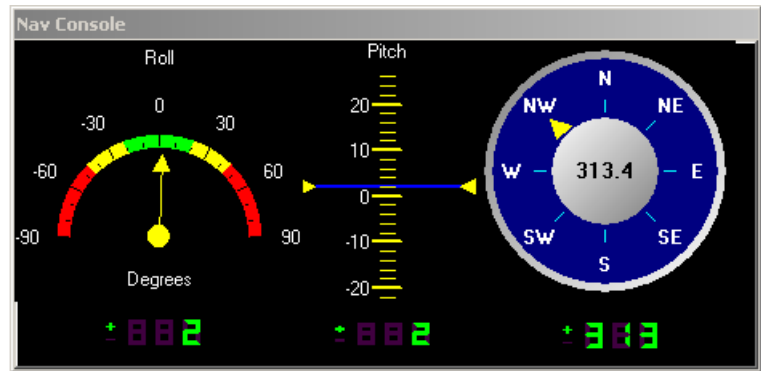 Nav Console
Roll
Pitch
-90
-60
-30
0
30
60
90
Degrees
20
10
0
-10
-20
N
NE
E
SE
S
SW
W
NW
313.4
+2
+2
+313